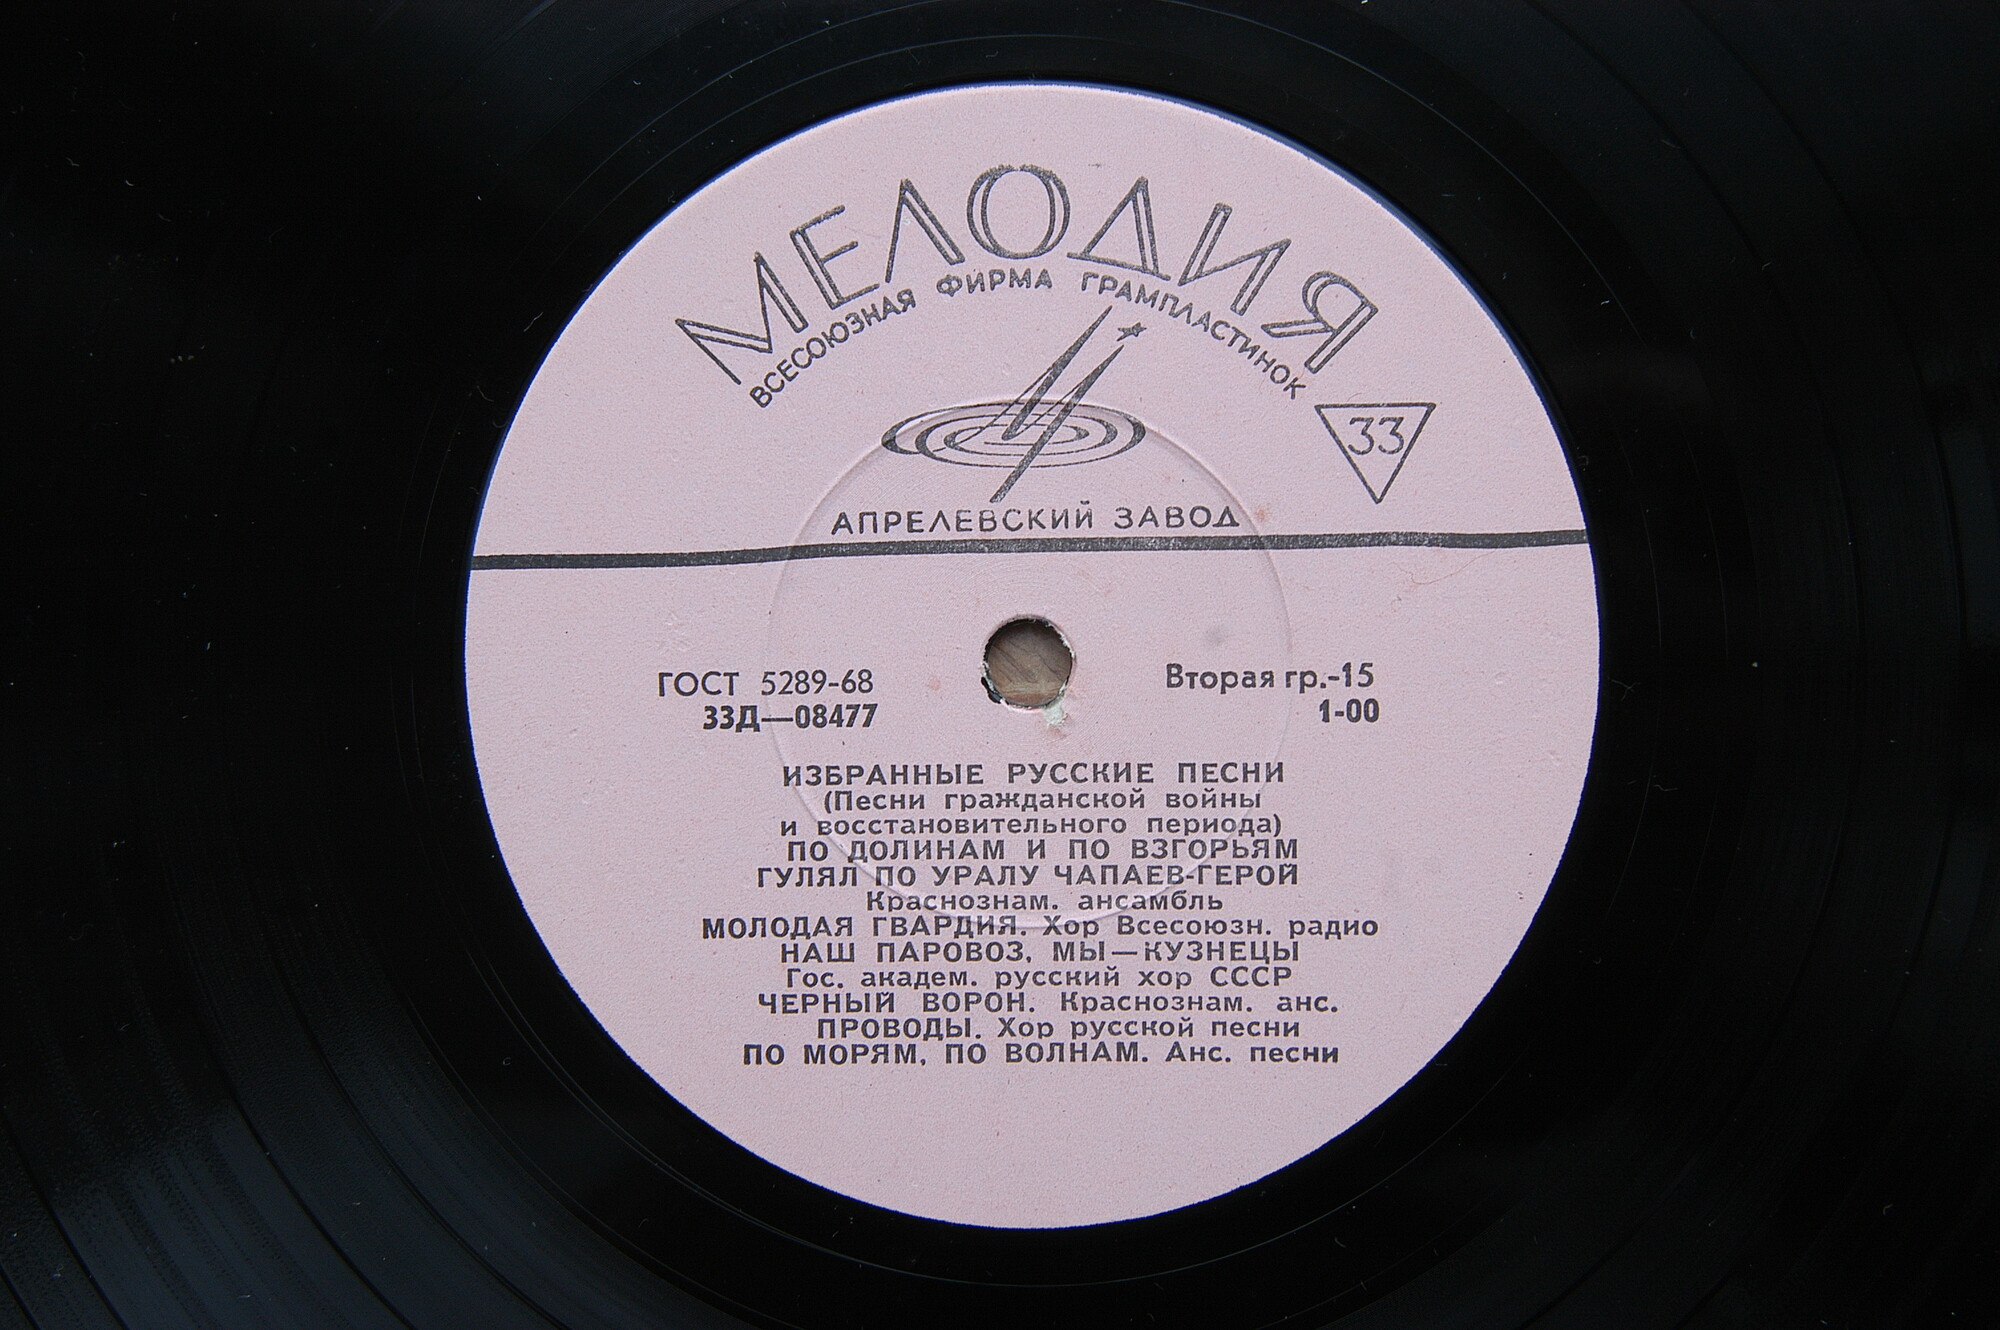 МЕЛОДИЯ
ВСЕСОЮЗНАЯ ФИРМА ГРАМПЛАСТИНОК
33
АПРЕЛЕВСКИЙ ЗАВОД
ГОСТ 5289-68 Вторая гр.-15
33Д—08477 1-00
ИЗБРАННЫЕ РУССКИЕ ПЕСНИ
(Песни гражданской войны
и восстановительного периода)
ПО ДОЛИНАМ И ПО ВЗГОРЬЯМ
ГУЛЯЛ ПО УРАЛУ ЧАПАЕВ-ГЕРОЙ
Краснознам. ансамбль
МОЛОДАЯ ГВАРДИЯ. Хор Всесоюзн. радио
НАШ ПАРОВОЗ, МЫ—КУЗНЕЦЫ
Гос. академ. русский хор СССР
ЧЕРНЫЙ ВОРОН. Краснознам. анс.
ПРОВОДЫ. Хор русской песни
ПО МОРЯМ, ПО ВОЛНАМ. Анс. песни